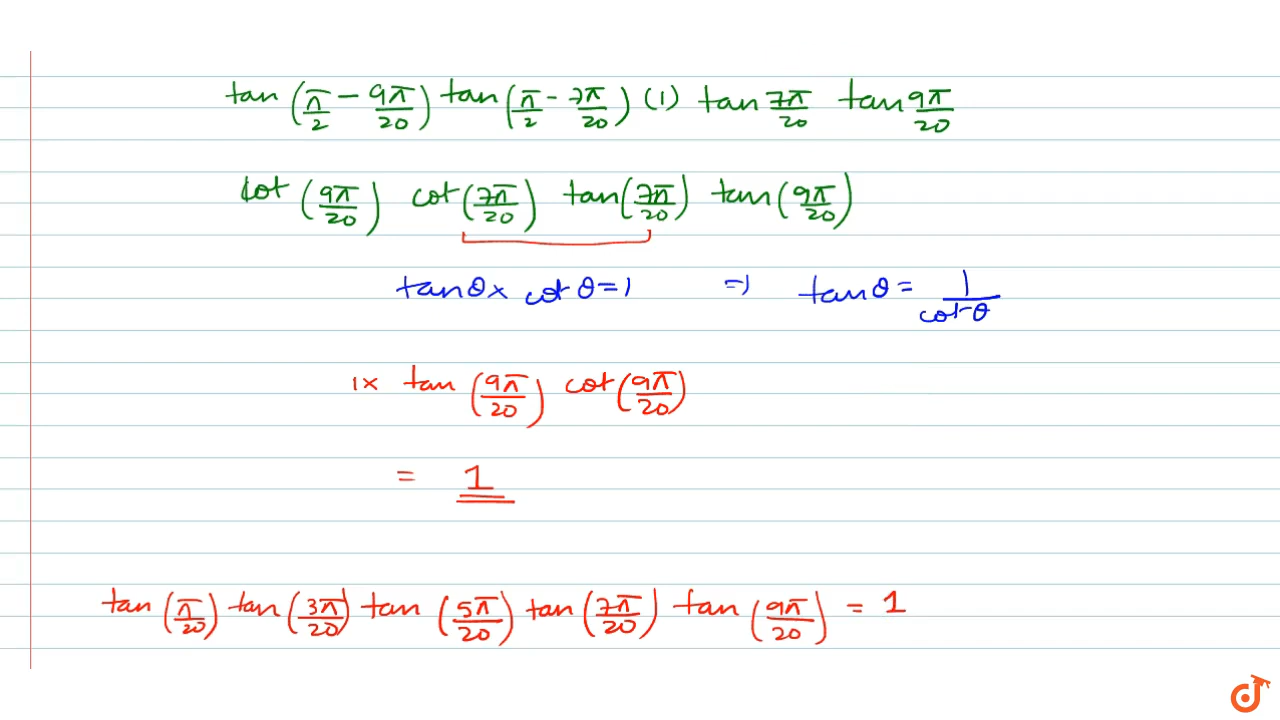 tan (π/2 − 9π/20) tan (π/2 - 7π/20) (1) tan 7π/20 tan 9π/20
cot (9π/20) cot (7π/20) tan (7π/20) tan (9π/20)
tanθ × cot θ = 1 ⇒ tanθ = 1/cotθ
1× tan (9π/20) cot (9π/20)
= 1
tan (π/20) tan (3π/20) tan (5π/20) tan (7π/20) tan (9π/20) = 1